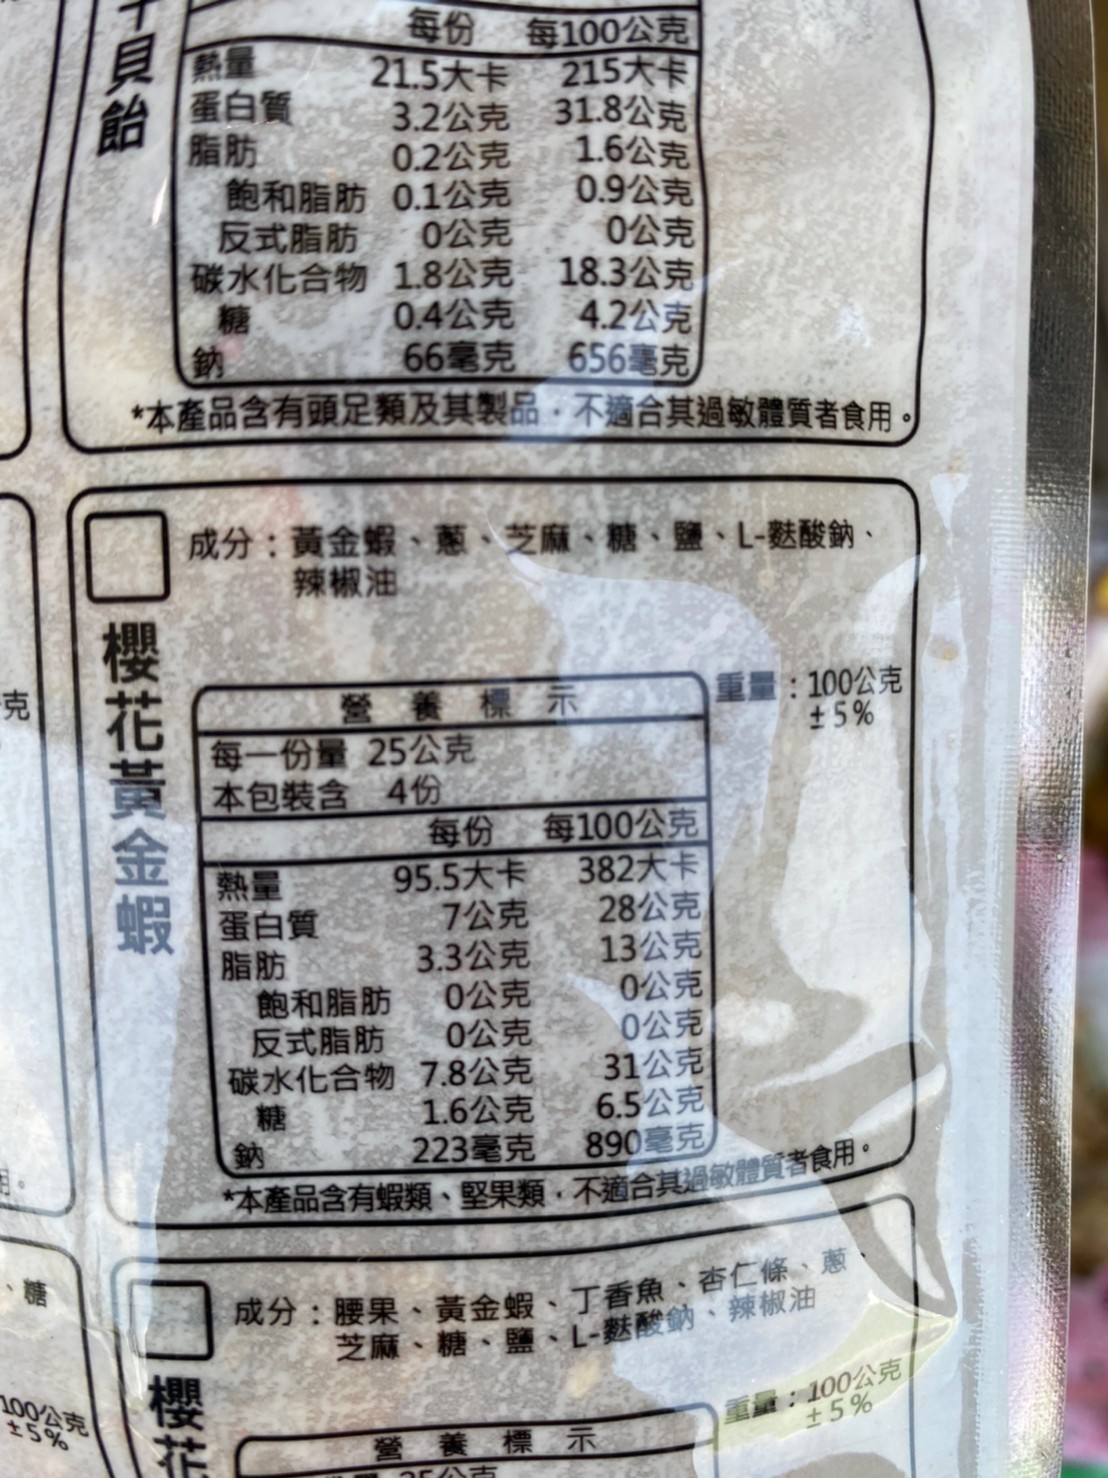 干貝飴
每份 每100公克
熱量 21.5大卡 215大卡
蛋白質 3.2公克 31.8公克
脂肪 0.2公克 1.6公克
飽和脂肪 0.1公克 0.9公克
反式脂肪 0公克 0公克
碳水化合物 1.8公克 18.3公克
糖 0.4公克 4.2公克
鈉 66毫克 656毫克
*本產品含有頭足類及其製品，不適合其過敏體質者食用。
櫻花黃金蝦
成分：黃金蝦、蔥、芝麻、糖、鹽、L-麩酸鈉、
辣椒油
重量：100公克
±5%
營養標示
每一份量 25公克
本包裝含 4份
每份 每100公克
熱量 95.5大卡 382大卡
蛋白質 7公克 28公克
脂肪 3.3公克 13公克
飽和脂肪 0公克 0公克
反式脂肪 0公克 0公克
碳水化合物 7.8公克 31公克
糖 1.6公克 6.5公克
鈉 223毫克 890毫克
*本產品含有蝦類、堅果類，不適合其過敏體質者食用。
櫻花
成分：腰果、黃金蝦、丁香魚、杏仁條、蔥、
芝麻、糖、鹽、L-麩酸鈉、辣椒油
重量：100公克
±5%
營養標示
25公克
克
用。
、糖
100公克
±5%